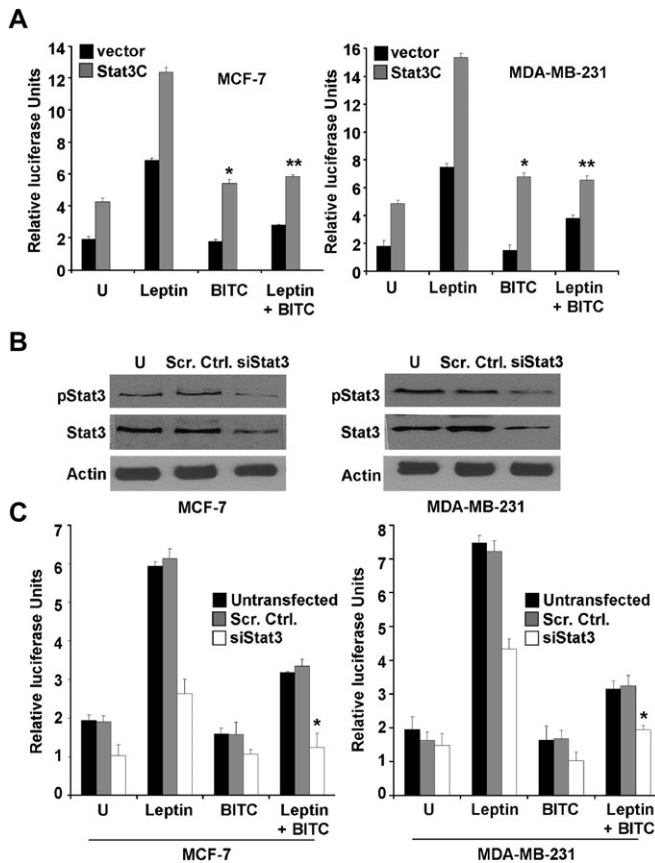 A
vector
Stat3C
MCF-7
Relative luciferase Units
14
12
10
8
6
4
2
0
*
**
U Leptin BITC Leptin
+ BITC
vector
Stat3C
MDA-MB-231
Relative luciferase Units
16
14
12
10
8
6
4
2
0
*
**
U Leptin BITC Leptin
+ BITC
B
U Scr. Ctrl. siStat3
pStat3
Stat3
Actin
MCF-7
U Scr. Ctrl. siStat3
pStat3
Stat3
Actin
MDA-MB-231
C
Relative luciferase Units
7
6
5
4
3
2
1
0
Untransfected
Scr. Ctrl.
siStat3
*
U Leptin BITC Leptin
+ BITC
MCF-7
Relative luciferase Units
8
7
6
5
4
3
2
1
0
Untransfected
Scr. Ctrl.
siStat3
*
U Leptin BITC Leptin
+ BITC
MDA-MB-231